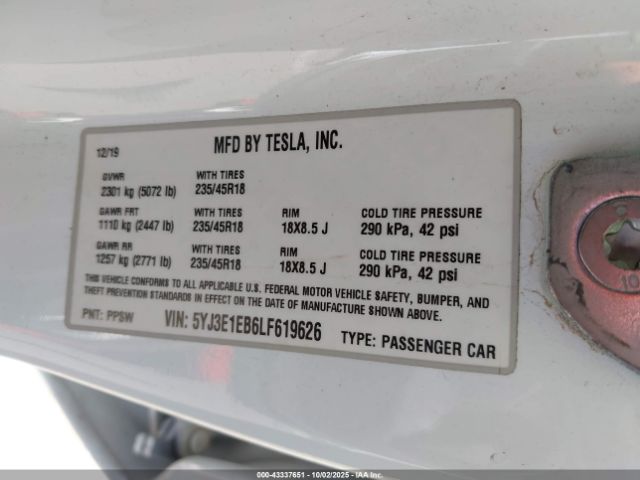 12/19 MFD BY TESLA, INC.
GVWR WITH TIRES
2301 kg (5072 lb) 235/45R18
GAWR FRT WITH TIRES RIM COLD TIRE PRESSURE
1110 kg (2447 lb) 235/45R18 18X8.5 J 290 kPa, 42 psi
GAWR RR WITH TIRES RIM COLD TIRE PRESSURE
1257 kg (2771 lb) 235/45R18 18X8.5 J 290 kPa, 42 psi
THIS VEHICLE CONFORMS TO ALL APPLICABLE U.S. FEDERAL MOTOR VEHICLE SAFETY, BUMPER, AND
THEFT PREVENTION STANDARDS IN EFFECT ON THE DATE OF MANUFACTURE SHOWN ABOVE.
PNT: PPSW VIN: 5YJ3E1EB6LF619626 TYPE: PASSENGER CAR
10
000-43337651 | 10/02/2025 | IAA Inc.